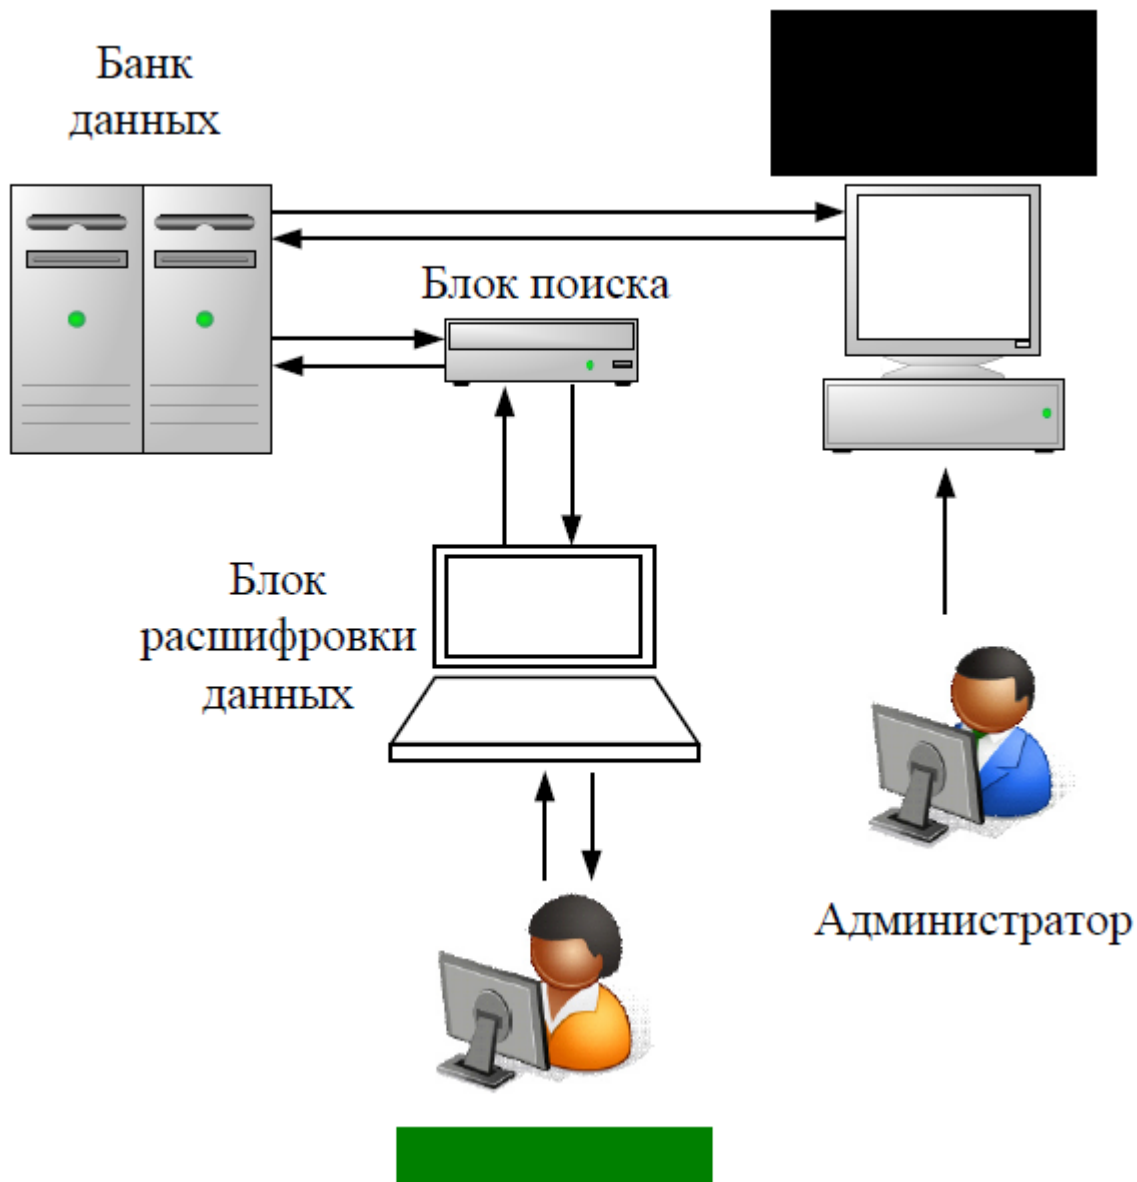 Банк
данных
Блок поиска
Блок
расшифровки
данных
Администратор